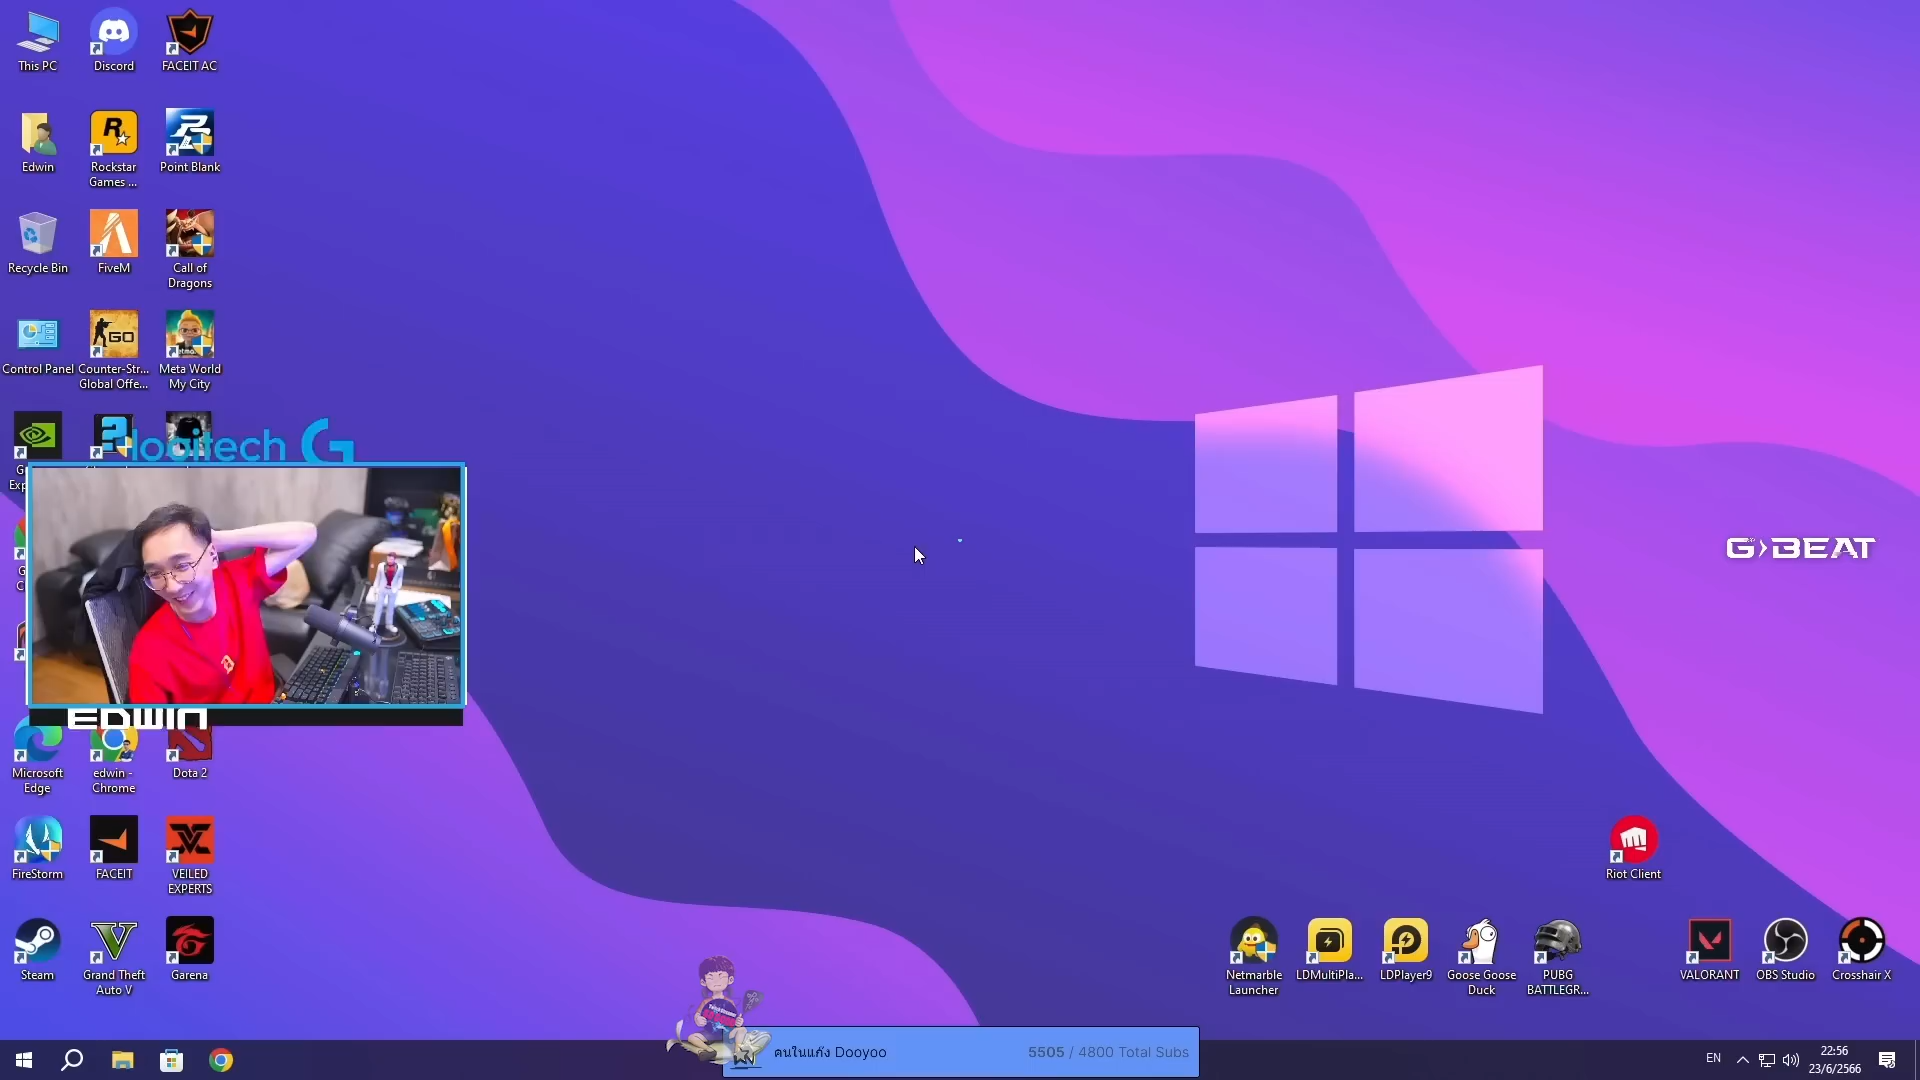 This PC
Discord
FACEIT AC
Edwin
Rockstar
Games ...
Point Blank
Recycle Bin
FiveM
Call of
Dragons
Control Panel
Counter-Str...
Global Offe...
GO
Meta World
My City
logitech G
EDWIN
Microsoft
Edge
edwin -
Chrome
Dota 2
FireStorm
FACEIT
VEILED
EXPERTS
Steam
Grand Theft
Auto V
Garena
G>BEAT
Riot Client
Netmarble
Launcher
LDMultiPla...
LDPlayer9
Goose Goose
Duck
PUBG
BATTLEGR...
VALORANT
OBS Studio
Crosshair X
คนในแก๊ง Dooyoo
5505 / 4800 Total Subs
EN
22:56
23/6/2566